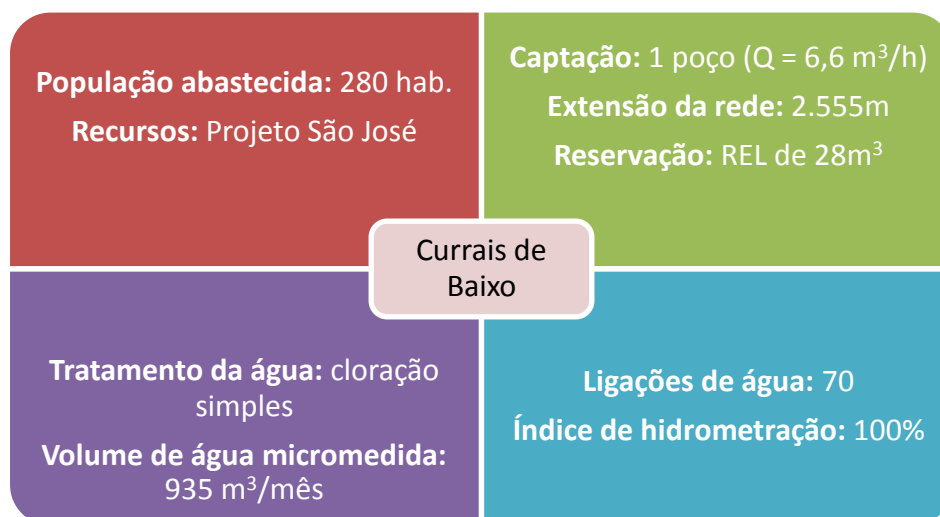 População abastecida: 280 hab.
Recursos: Projeto São José
Captação: 1 poço (Q = 6,6 m³/h)
Extensão da rede: 2.555m
Reservação: REL de 28m³
Currais de
Baixo
Tratamento da água: cloração
simples
Volume de água micromedida:
935 m³/mês
Ligações de água: 70
Índice de hidrometração: 100%